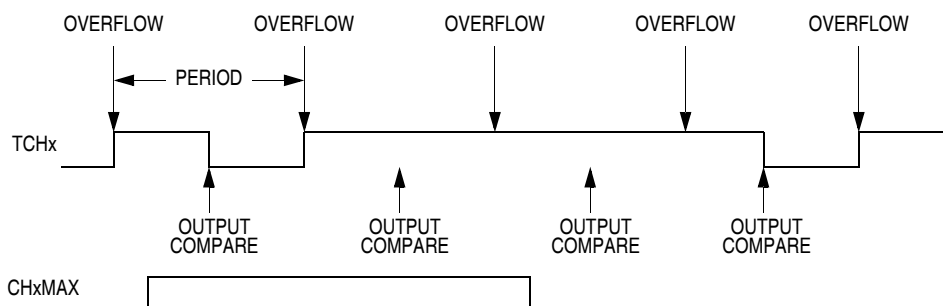 OVERFLOW OVERFLOW OVERFLOW OVERFLOW OVERFLOW
PERIOD
TCHx
OUTPUT OUTPUT OUTPUT OUTPUT
COMPARE COMPARE COMPARE COMPARE
CHxMAX